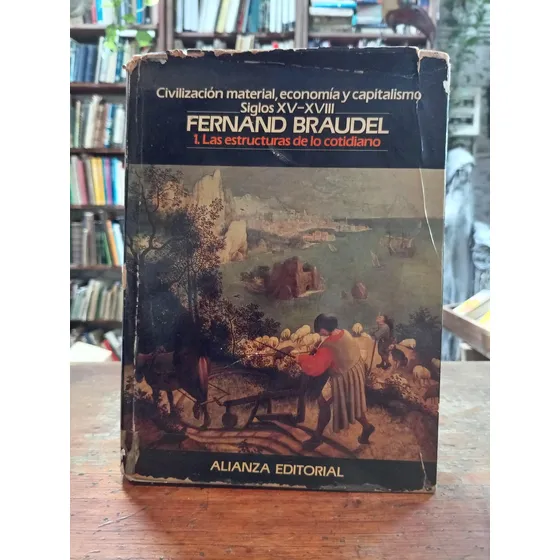 Civilización material, economía y capitalismo
Siglos XV-XVIII
FERNAND BRAUDEL
1. Las estructuras de lo cotidiano
ALIANZA EDITORIAL